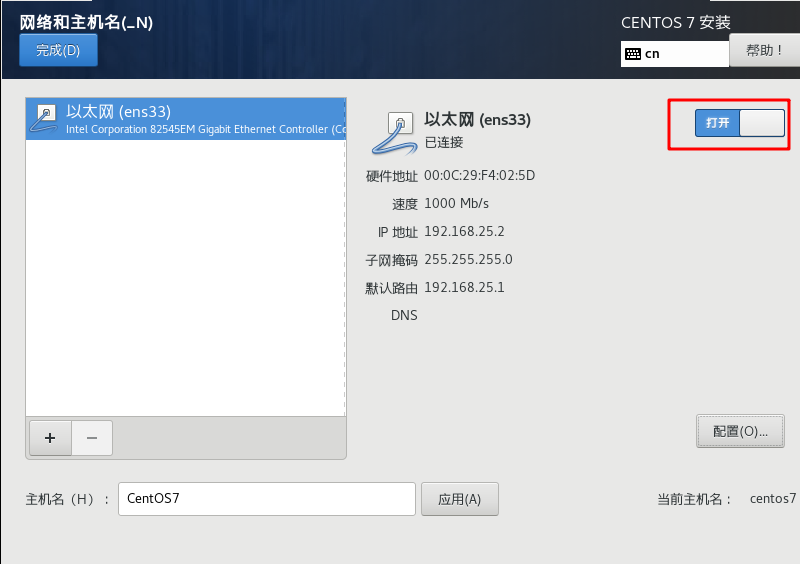 网络和主机名(_N)
CENTOS 7 安装
完成(D)
cn
帮助！
以太网 (ens33)
Intel Corporation 82545EM Gigabit Ethernet Controller (Co
以太网 (ens33)
已连接
打开
硬件地址 00:0C:29:F4:02:5D
速度 1000 Mb/s
IP 地址 192.168.25.2
子网掩码 255.255.255.0
默认路由 192.168.25.1
DNS
+ −
配置(O)...
主机名（H）： CentOS7 应用(A) 当前主机名： centos7